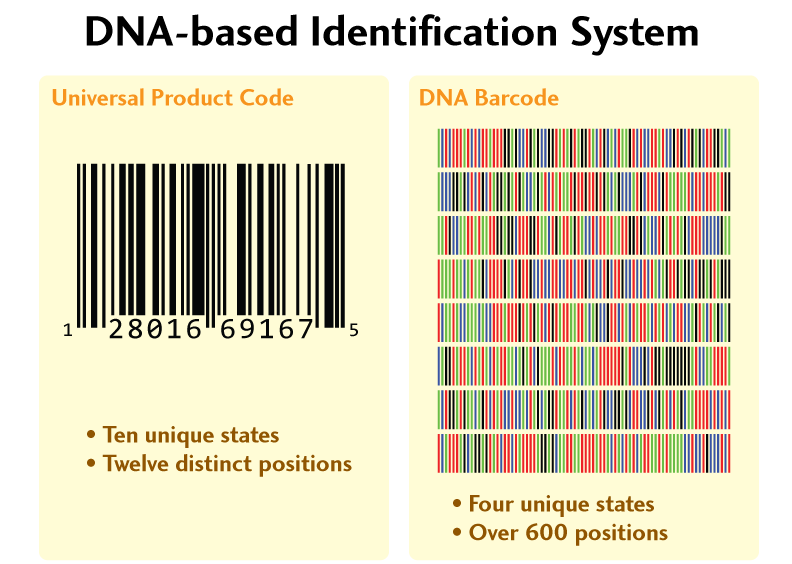 DNA-based Identification System
Universal Product Code
1 28016 69167 5
• Ten unique states
• Twelve distinct positions
DNA Barcode
• Four unique states
• Over 600 positions